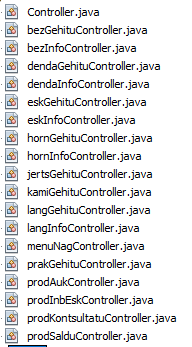 Controller.java
bezGehituController.java
bezInfoController.java
dendaGehituController.java
dendaInfoController.java
eskGehituController.java
eskInfoController.java
hornGehituController.java
hornInfoController.java
jertsGehituController.java
kamiGehituController.java
langGehituController.java
langInfoController.java
menuNagController.java
prakGehituController.java
prodAukController.java
prodInbEskController.java
prodKontsultatuController.java
prodSalduController.java